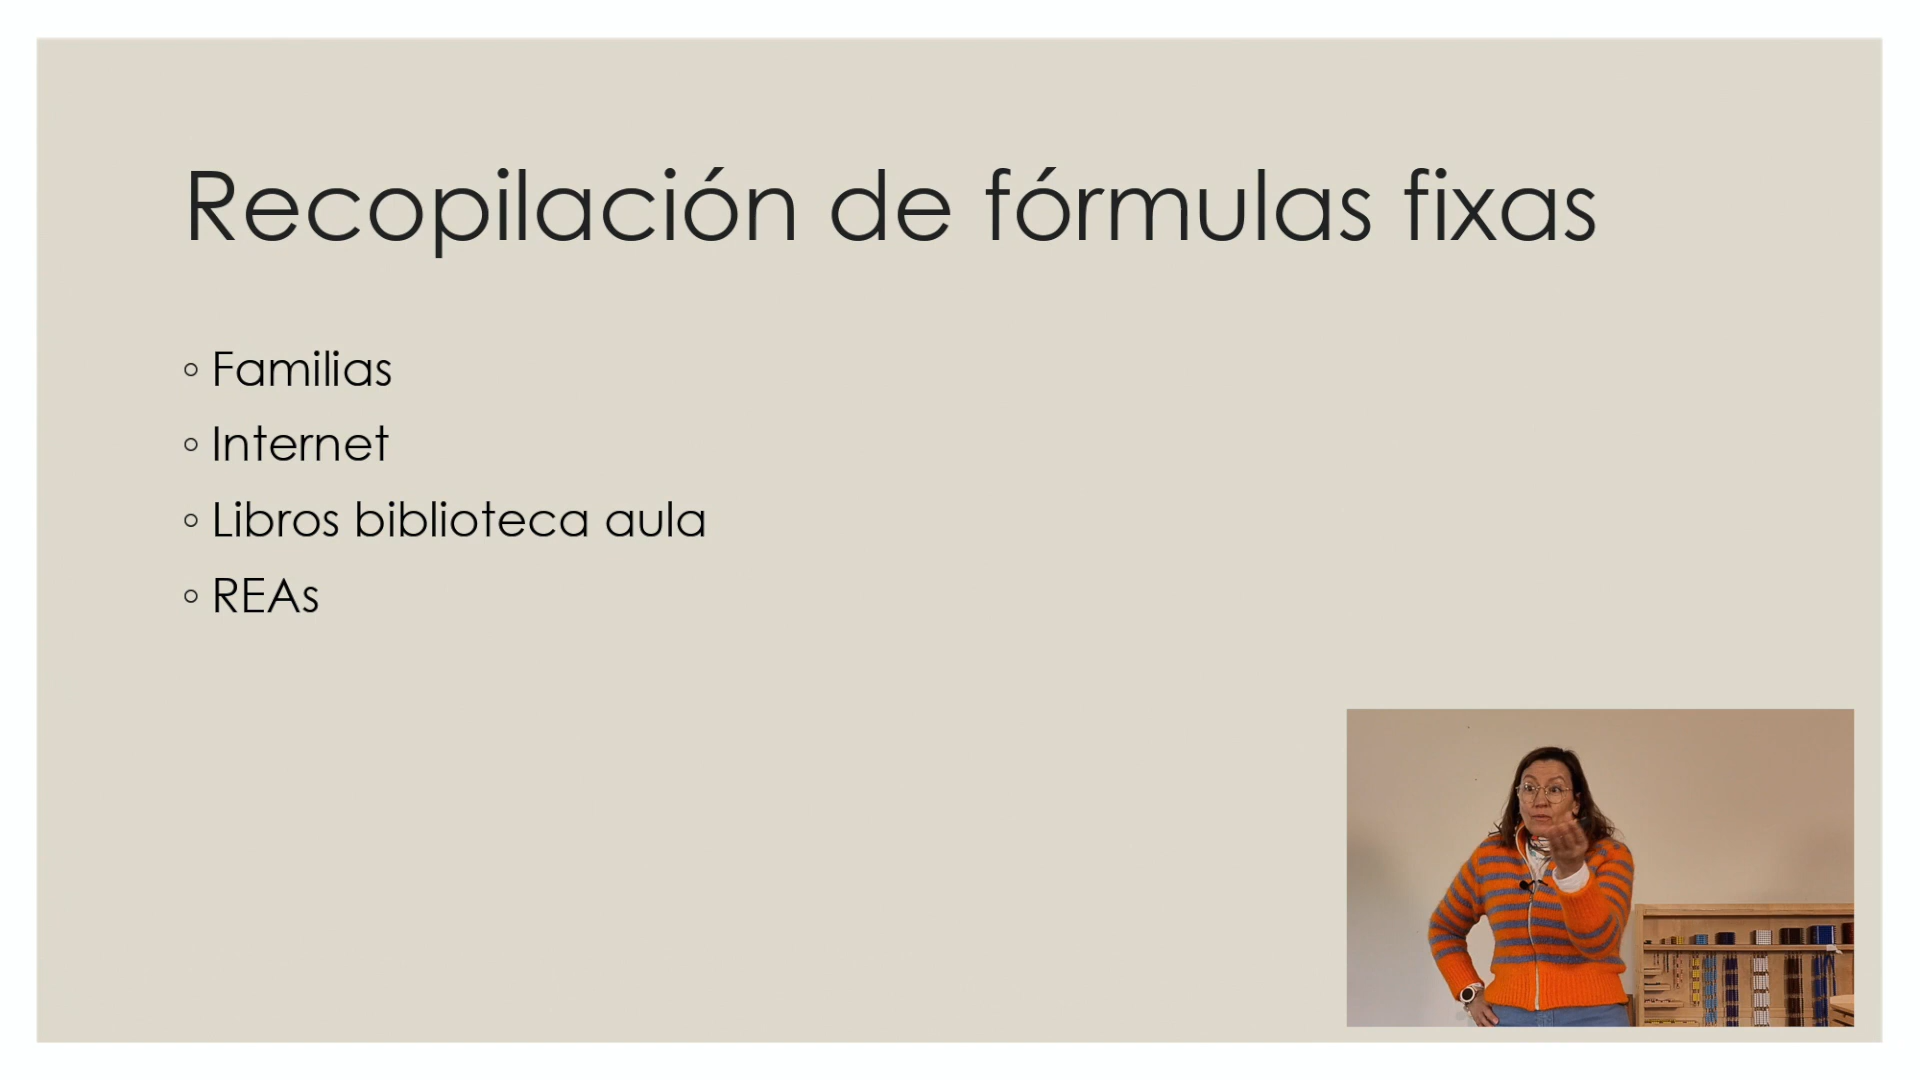 Recopilación de fórmulas fixas
◦ Familias
◦ Internet
◦ Libros biblioteca aula
◦ REAs